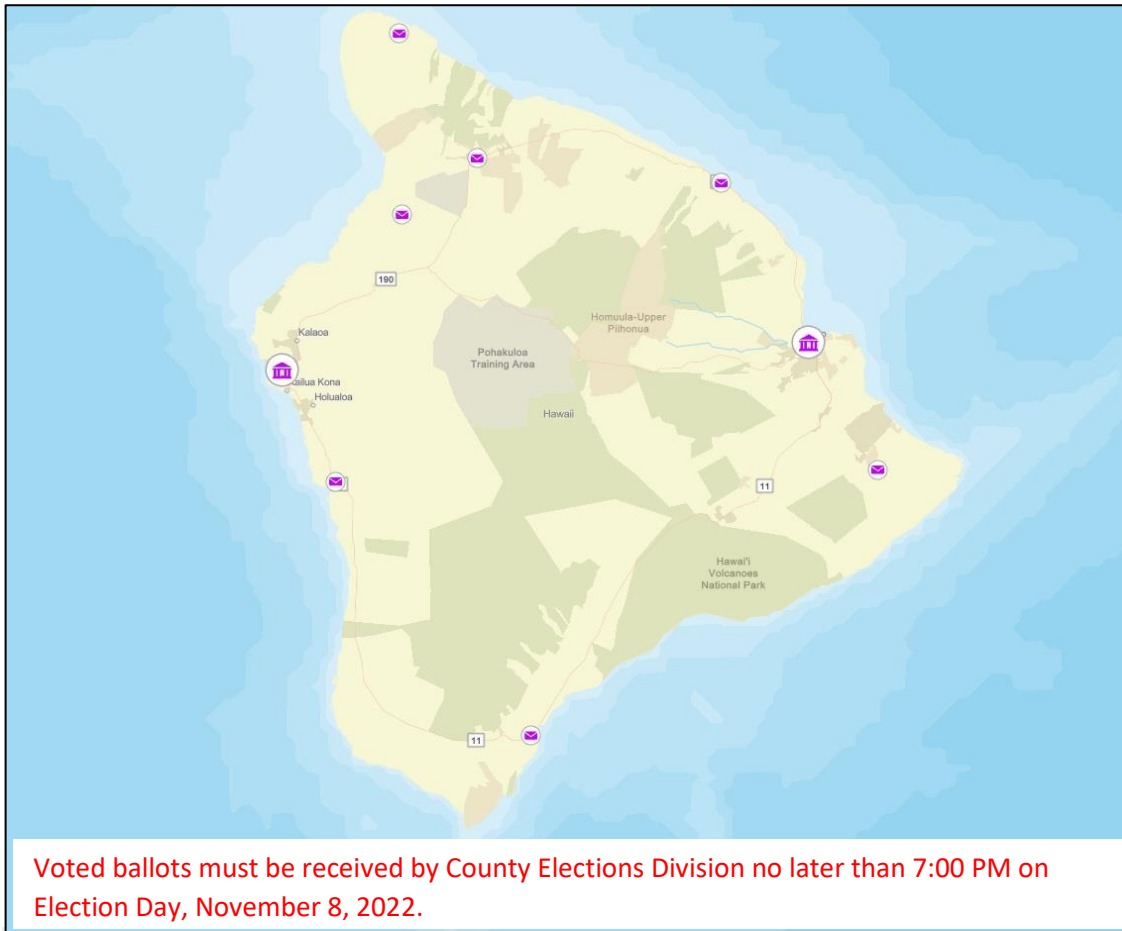 190
Kalaoa
Homuula-Upper
Piihonua
Pohakuloa
Training Area
ailua Kona
Holualoa
Hawaii
11
Hawai'i
Volcanoes
National Park
11
Voted ballots must be received by County Elections Division no later than 7:00 PM on
Election Day, November 8, 2022.